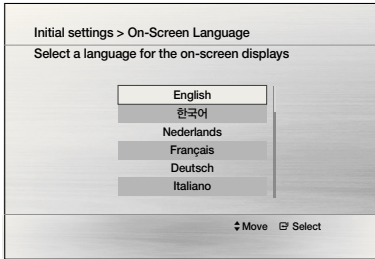 Initial settings > On-Screen Language
Select a language for the on-screen displays
English
한국어
Nederlands
Français
Deutsch
Italiano
Move Select